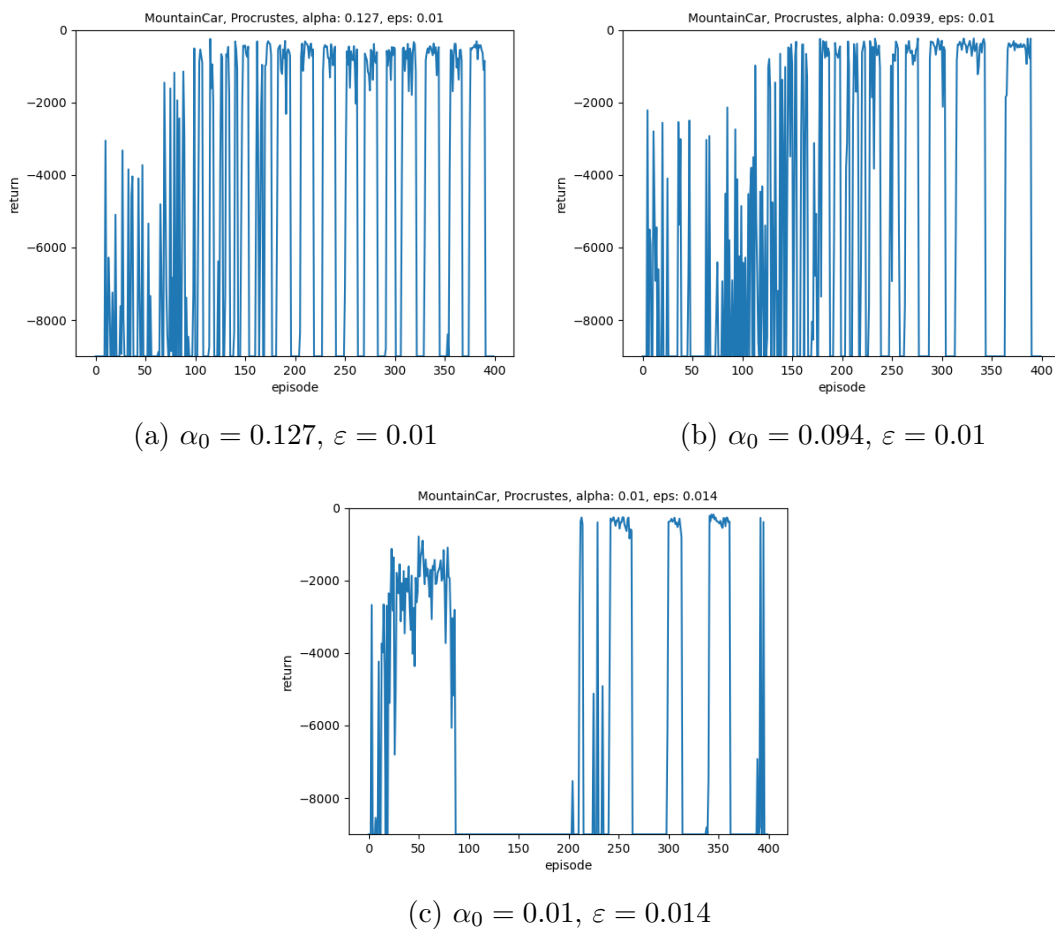 MountainCar, Procrustes, alpha: 0.127, eps: 0.01
0
−2000
−4000
−6000
−8000
return
0 50 100 150 200 250 300 350 400
episode
(a) α₀ = 0.127, ε = 0.01
MountainCar, Procrustes, alpha: 0.0939, eps: 0.01
0
−2000
−4000
−6000
−8000
return
0 50 100 150 200 250 300 350 400
episode
(b) α₀ = 0.094, ε = 0.01
MountainCar, Procrustes, alpha: 0.01, eps: 0.014
0
−2000
−4000
−6000
−8000
return
0 50 100 150 200 250 300 350 400
episode
(c) α₀ = 0.01, ε = 0.014